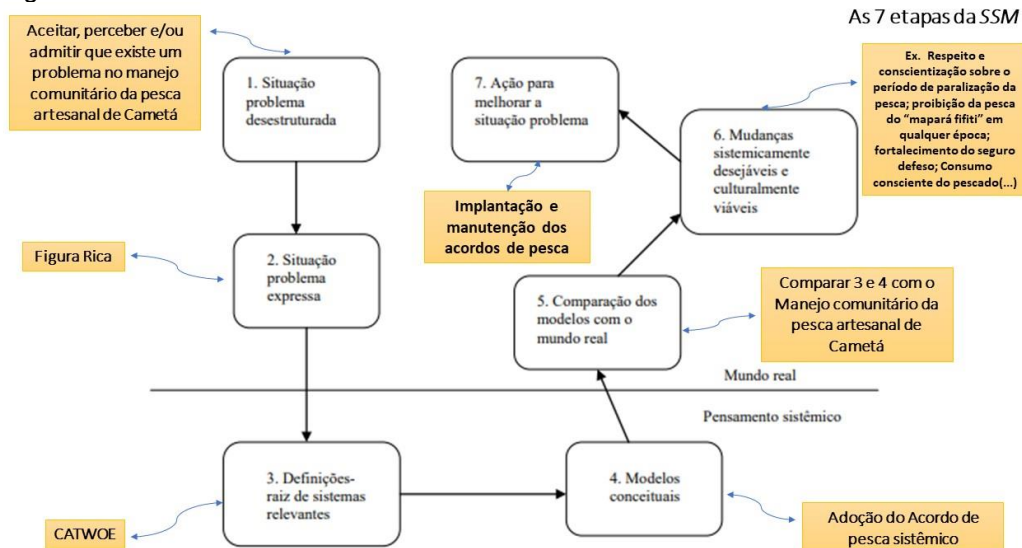 As 7 etapas da SSM
Aceitar, perceber e/ou
admitir que existe um
problema no manejo
comunitário da pesca
artesanal de Cametá
1. Situação
problema
desestruturada
7. Ação para
melhorar a
situação problema
Ex. Respeito e
conscientização sobre o
período de paralização da
pesca; proibição da pesca
do “mapará fifiti” em
qualquer época;
fortalecimento do seguro
defeso; Consumo
consciente do pescado(...)
6. Mudanças
sistemicamente
desejáveis e
culturalmente
viáveis
Implantação e
manutenção dos
acordos de pesca
Figura Rica
2. Situação
problema
expressa
5. Comparação dos
modelos com o
mundo real
Comparar 3 e 4 com o
Manejo comunitário da
pesca artesanal de
Cametá
Mundo real
Pensamento sistêmico
3. Definições-
raiz de sistemas
relevantes
4. Modelos
conceituais
CATWOE
Adoção do Acordo de
pesca sistêmico